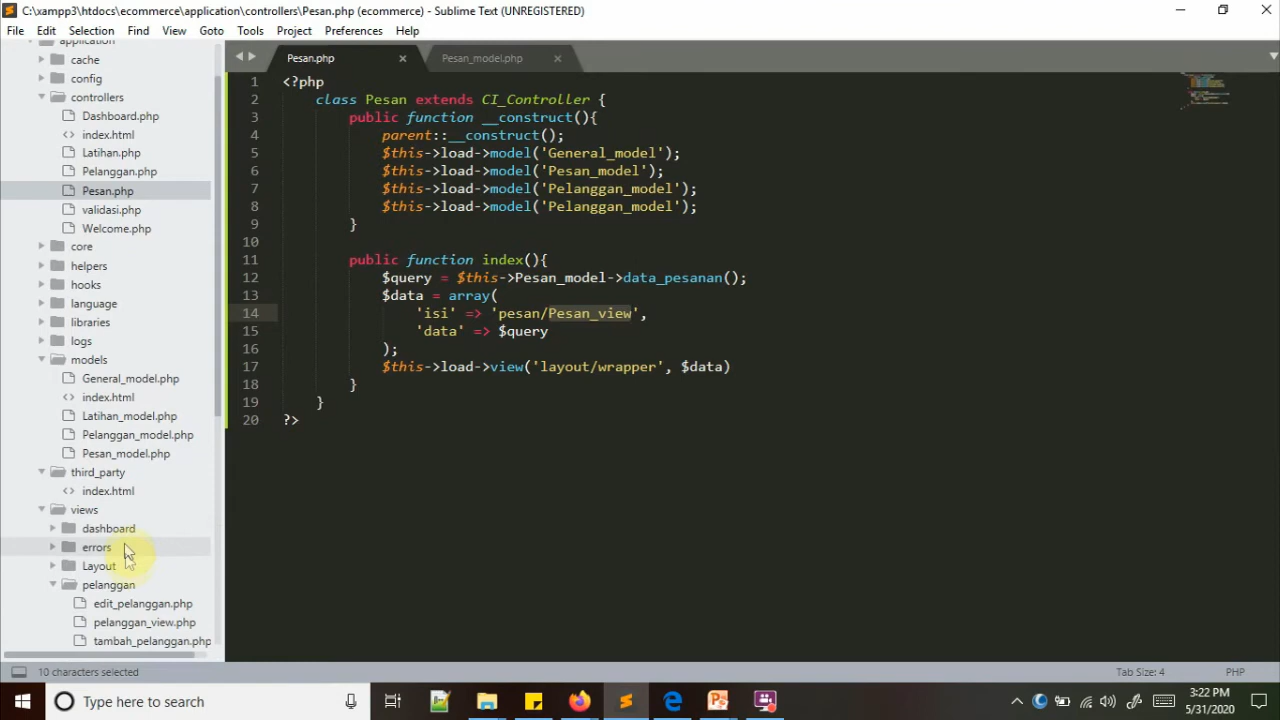 C:\xampp3\htdocs\ecommerce\application\controllers\Pesan.php (ecommerce) - Sublime Text (UNREGISTERED)
File Edit Selection Find View Goto Tools Project Preferences Help
application
cache
config
controllers
Dashboard.php
<> index.html
Latihan.php
Pelanggan.php
Pesan.php
validasi.php
Welcome.php
core
helpers
hooks
language
libraries
logs
models
General_model.php
<> index.html
Latihan_model.php
Pelanggan_model.php
Pesan_model.php
third_party
<> index.html
views
dashboard
errors
Layout
pelanggan
edit_pelanggan.php
pelanggan_view.php
tambah_pelanggan.php
Pesan.php × Pesan_model.php ×
1 <?php
2 class Pesan extends CI_Controller {
3 public function __construct(){
4 parent::__construct();
5 $this->load->model('General_model');
6 $this->load->model('Pesan_model');
7 $this->load->model('Pelanggan_model');
8 $this->load->model('Pelanggan_model');
9 }
10
11 public function index(){
12 $query = $this->Pesan_model->data_pesanan();
13 $data = array(
14 'isi' => 'pesan/Pesan_view',
15 'data' => $query
16 );
17 $this->load->view('layout/wrapper', $data)
18 }
19 }
20 ?>
10 characters selected
Tab Size: 4 PHP
Type here to search
3:22 PM
5/31/2020